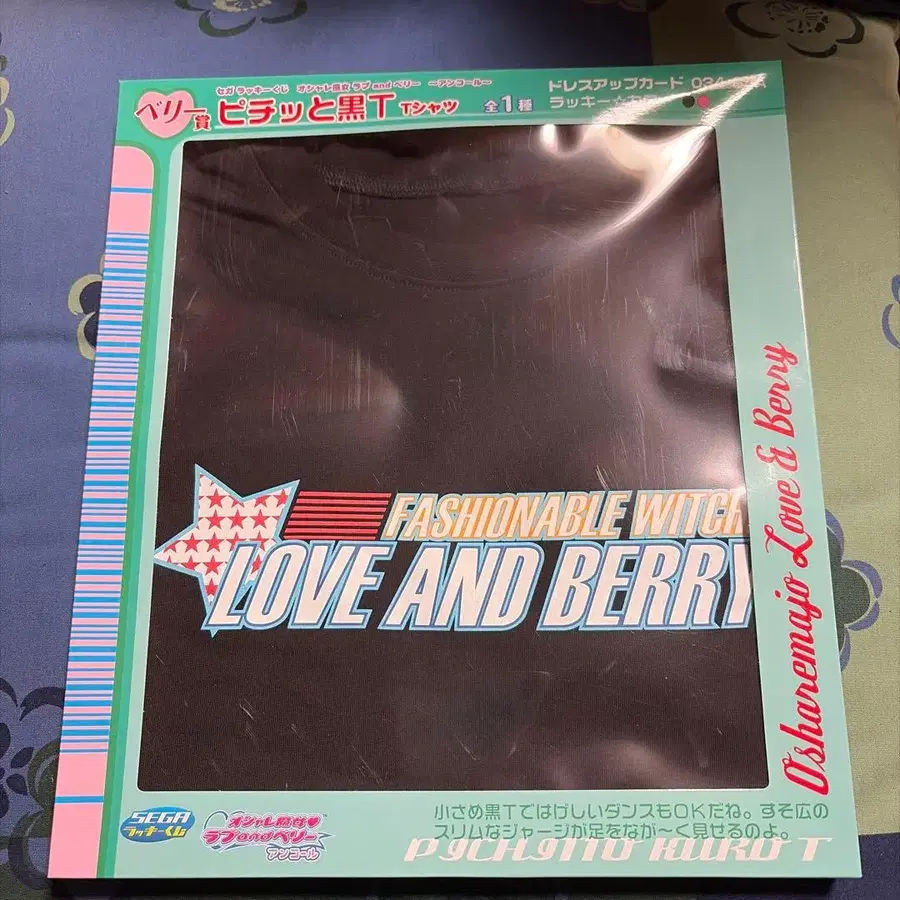 セガ ラッキーくじ オシャレ魔女 ラブ and ベリー ～アンコール～
ベリー賞 ピチッと黒T Tシャツ 全1種
ドレスアップカード
ラッキー
FASHIONABLE WITCH
LOVE AND BERRY
Osharemajo Love & Berry
小さめ黒TではげしいダンスもOKだね。すそ広の
スリムなジャージが足をなが～く見せるのよ。
PICHITTO KURO T
SEGA
ラッキーくじ
オシャレ魔女♥
ラブandベリー
アンコール